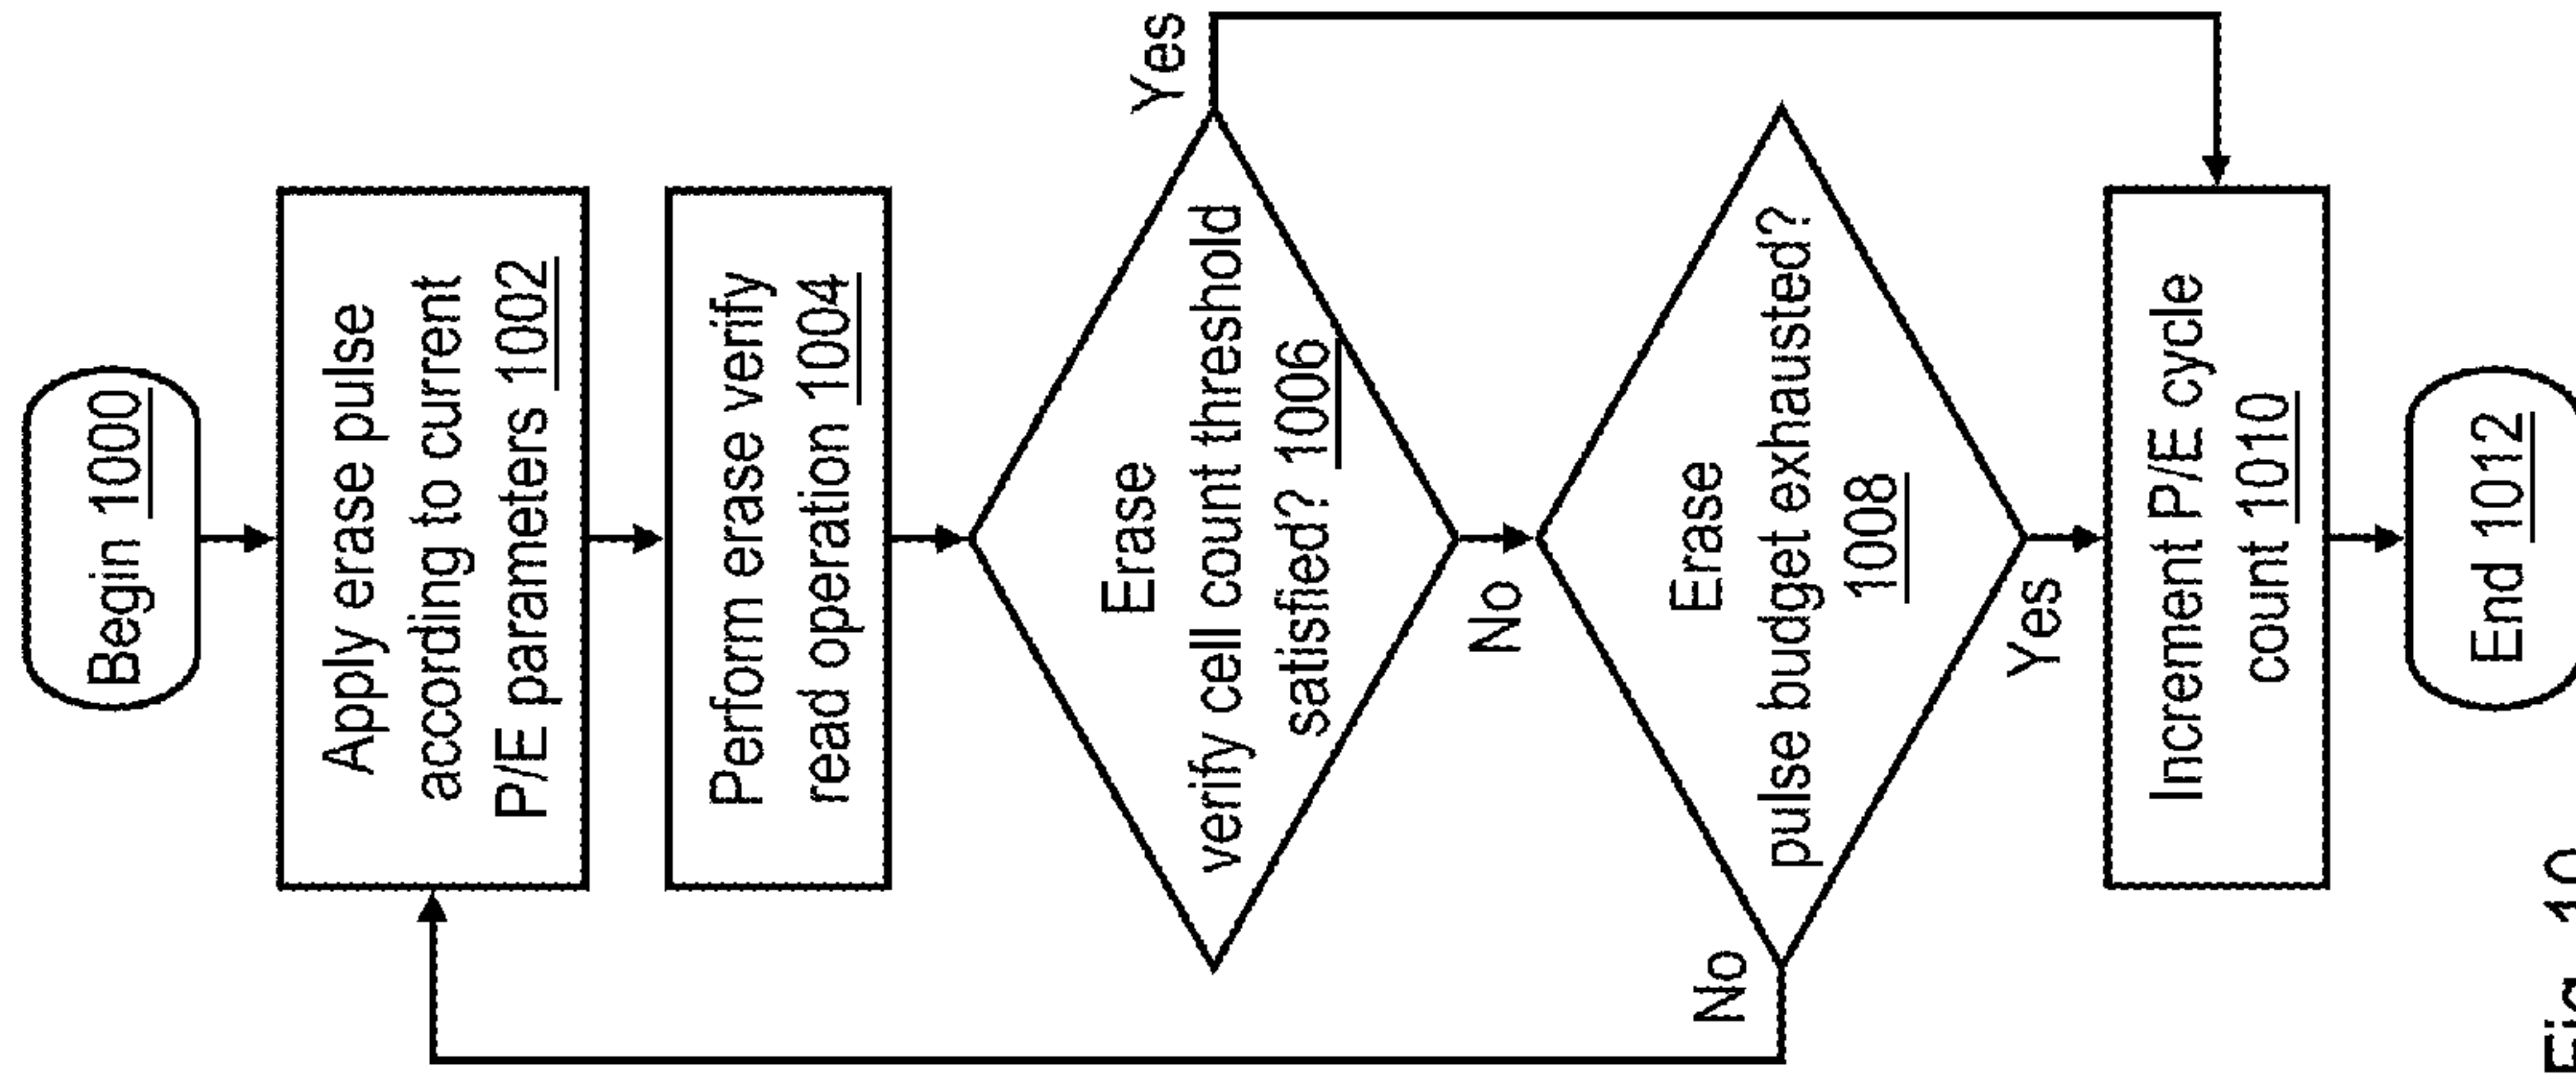 Begin 1000
Apply erase pulse
according to current
P/E parameters 1002
Perform erase verify
read operation 1004
Erase
verify cell count threshold
satisfied? 1006
Yes
No
Erase
pulse budget exhausted?
1008
No
Yes
Increment P/E cycle
count 1010
End 1012
Fig. 10